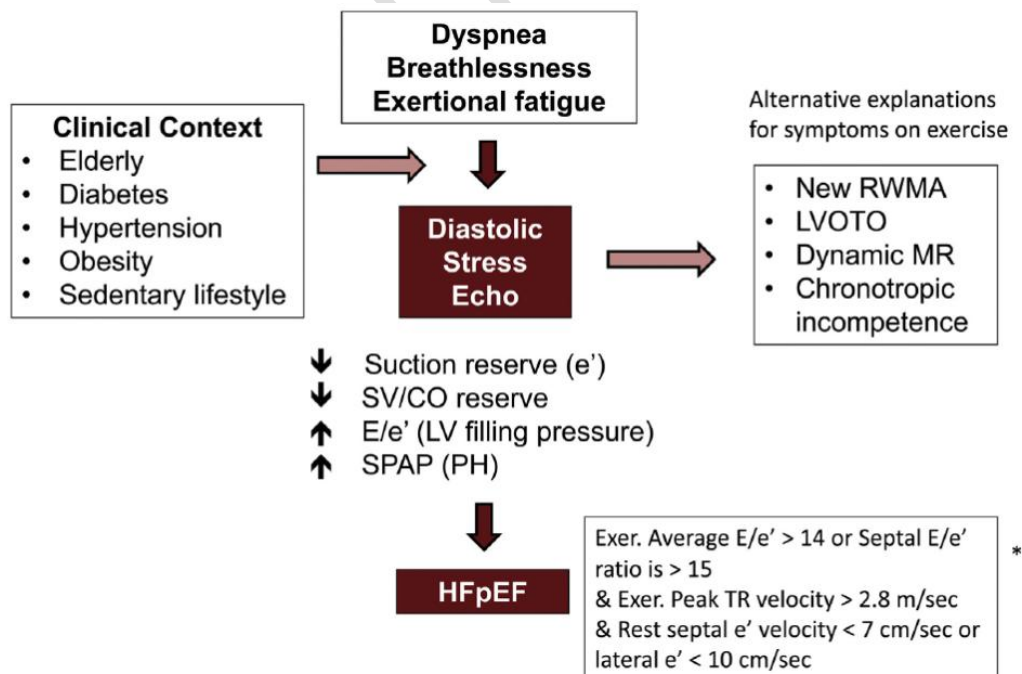 Dyspnea
Breathlessness
Exertional fatigue
Clinical Context
• Elderly
• Diabetes
• Hypertension
• Obesity
• Sedentary lifestyle
Alternative explanations
for symptoms on exercise
• New RWMA
• LVOTO
• Dynamic MR
• Chronotropic
incompetence
Diastolic
Stress
Echo
↓ Suction reserve (e')
↓ SV/CO reserve
↑ E/e' (LV filling pressure)
↑ SPAP (PH)
HFpEF
Exer. Average E/e' > 14 or Septal E/e'
ratio is > 15
& Exer. Peak TR velocity > 2.8 m/sec
& Rest septal e' velocity < 7 cm/sec or
lateral e' < 10 cm/sec
*